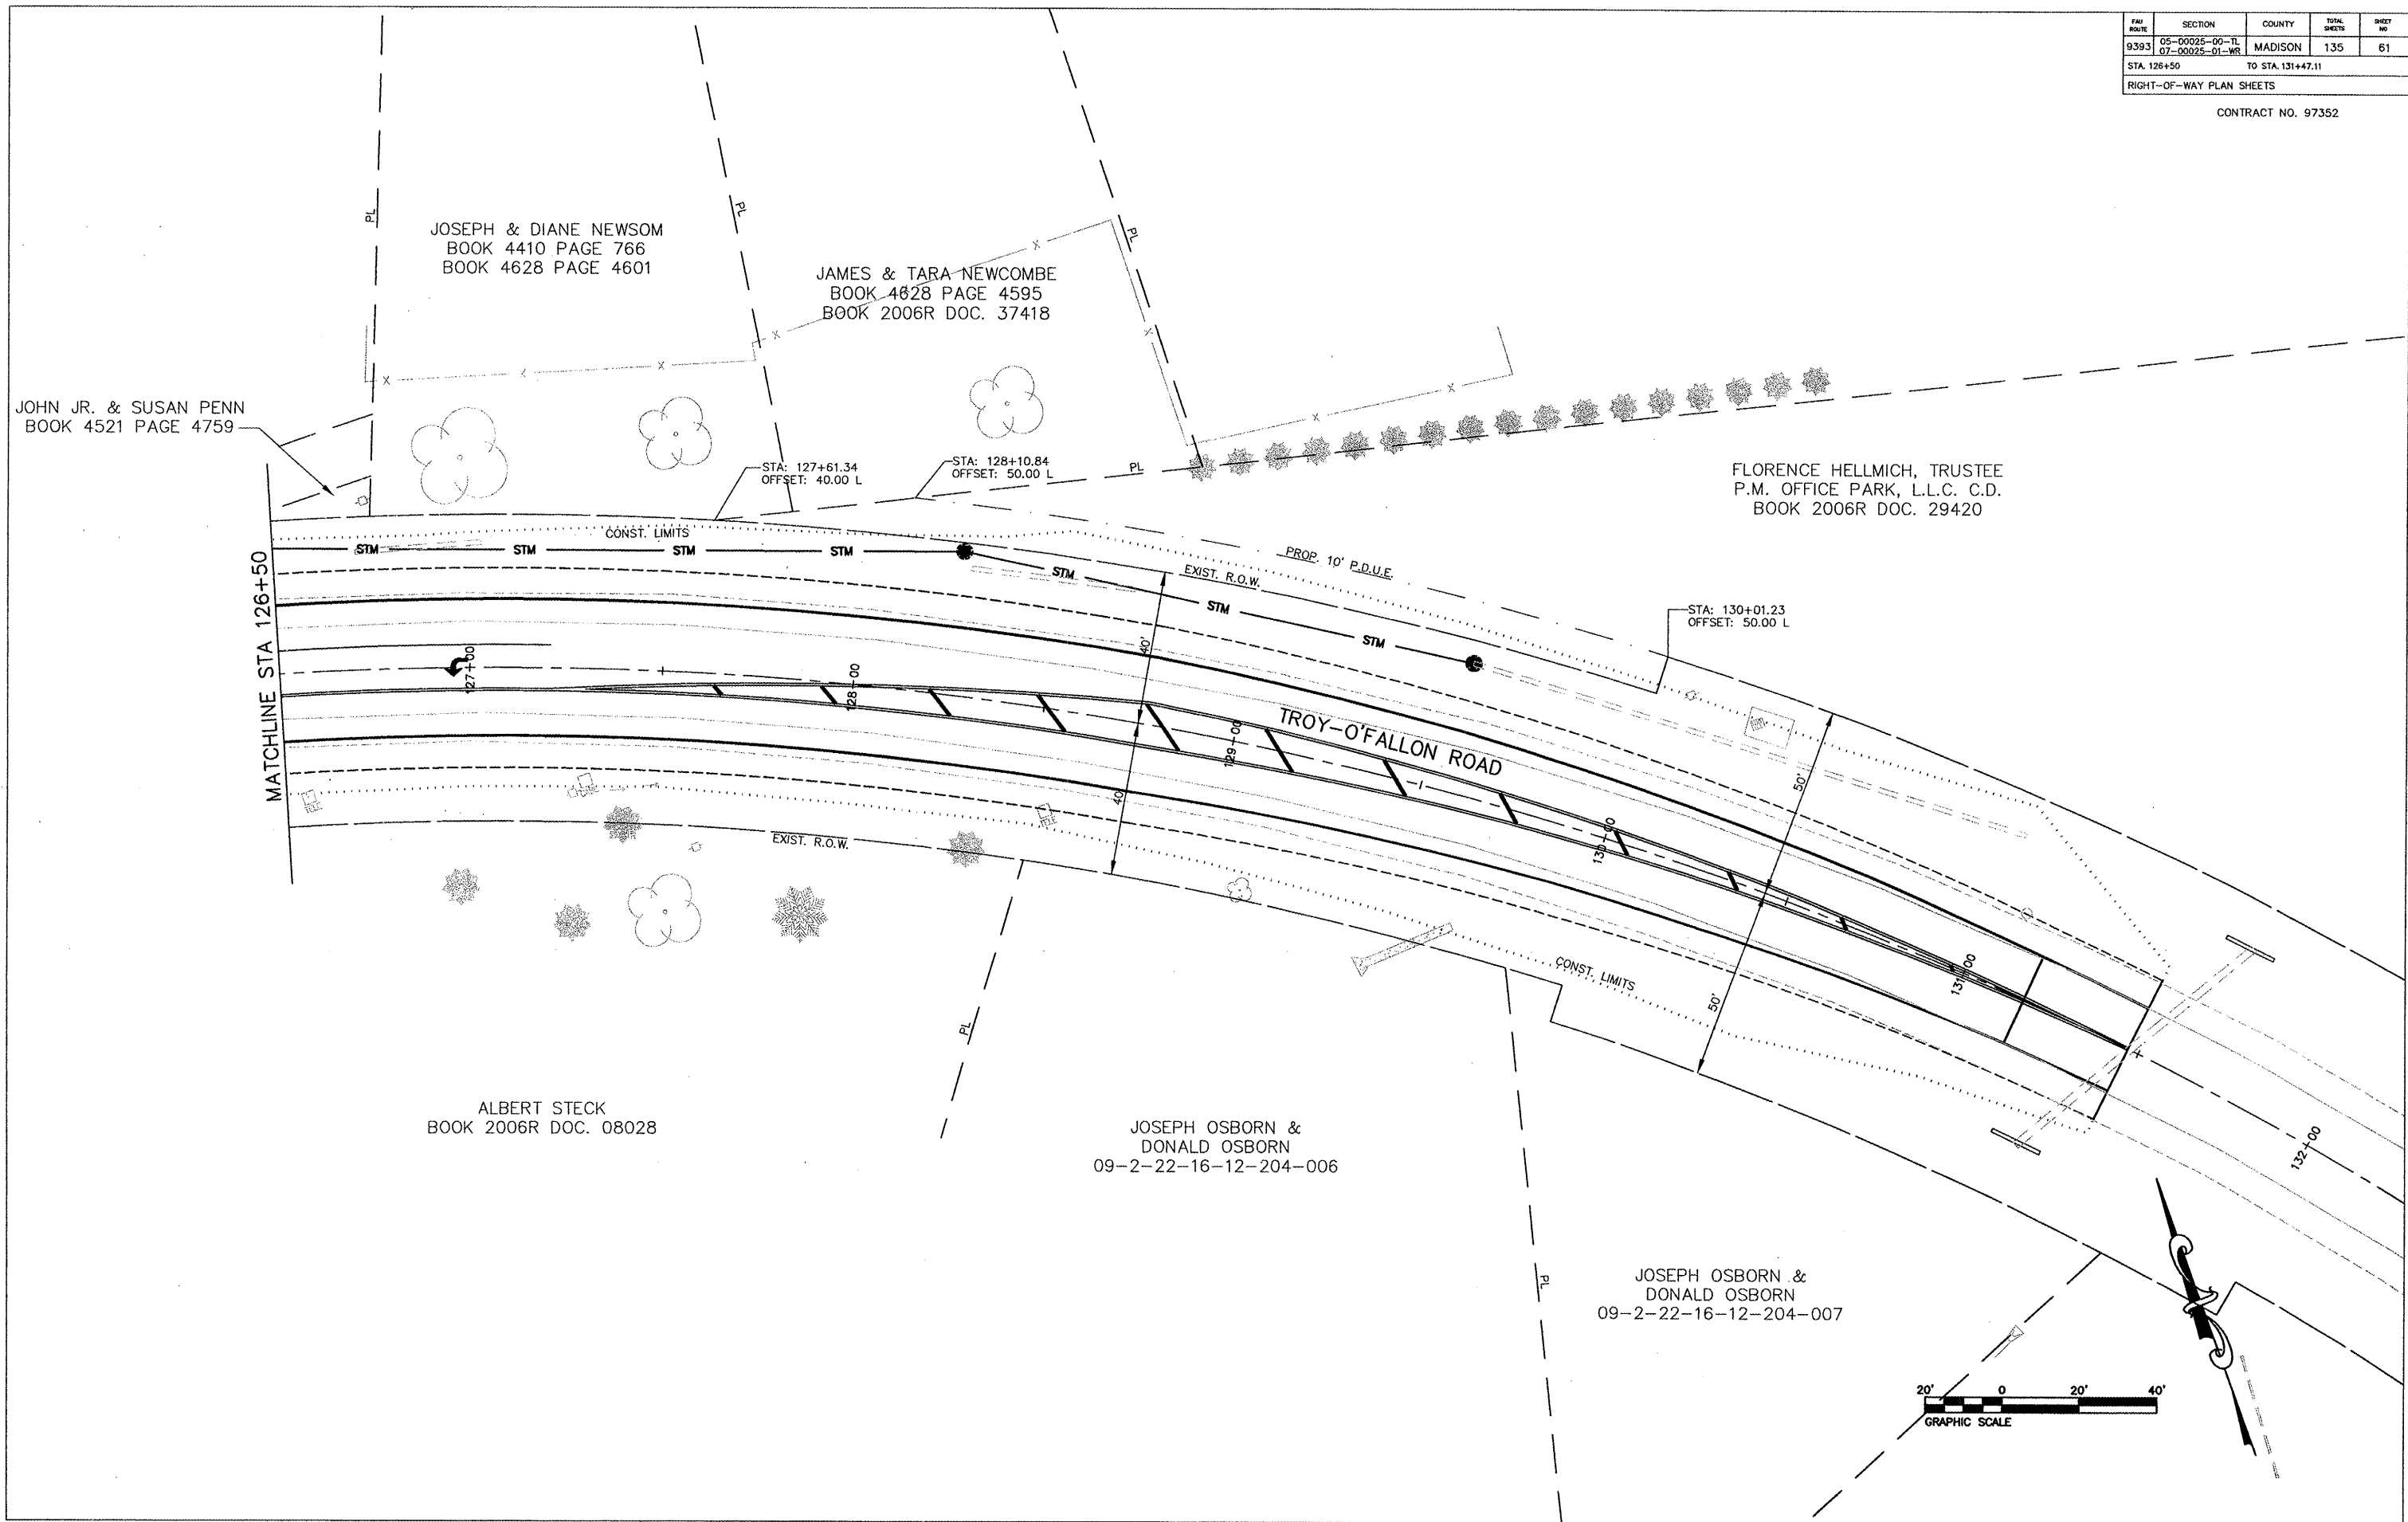 FAU ROUTE SECTION COUNTY TOTAL SHEETS SHEET NO
9393 05-00025-00-TL 07-00025-01-WR MADISON 135 61
STA. 126+50 TO STA. 131+47.11
RIGHT-OF-WAY PLAN SHEETS
CONTRACT NO. 97352
PL
PL
PL
JOSEPH & DIANE NEWSOM
BOOK 4410 PAGE 766
BOOK 4628 PAGE 4601
JAMES & TARA NEWCOMBE
BOOK 4628 PAGE 4595
BOOK 2006R DOC. 37418
JOHN JR. & SUSAN PENN
BOOK 4521 PAGE 4759
STA: 127+61.34
OFFSET: 40.00 L
STA: 128+10.84
OFFSET: 50.00 L
PL
FLORENCE HELLMICH, TRUSTEE
P.M. OFFICE PARK, L.L.C. C.D.
BOOK 2006R DOC. 29420
CONST. LIMITS
STM STM STM STM STM STM STM
PROP. 10' P.D.U.E.
EXIST. R.O.W.
STA: 130+01.23
OFFSET: 50.00 L
MATCHLINE STA 126+50
127+00
128+00
129+00
130+00
131+00
132+00
40'
40'
50'
50'
TROY-O'FALLON ROAD
EXIST. R.O.W.
CONST. LIMITS
PL
PL
ALBERT STECK
BOOK 2006R DOC. 08028
JOSEPH OSBORN &
DONALD OSBORN
09-2-22-16-12-204-006
JOSEPH OSBORN &
DONALD OSBORN
09-2-22-16-12-204-007
20' 0 20' 40'
GRAPHIC SCALE